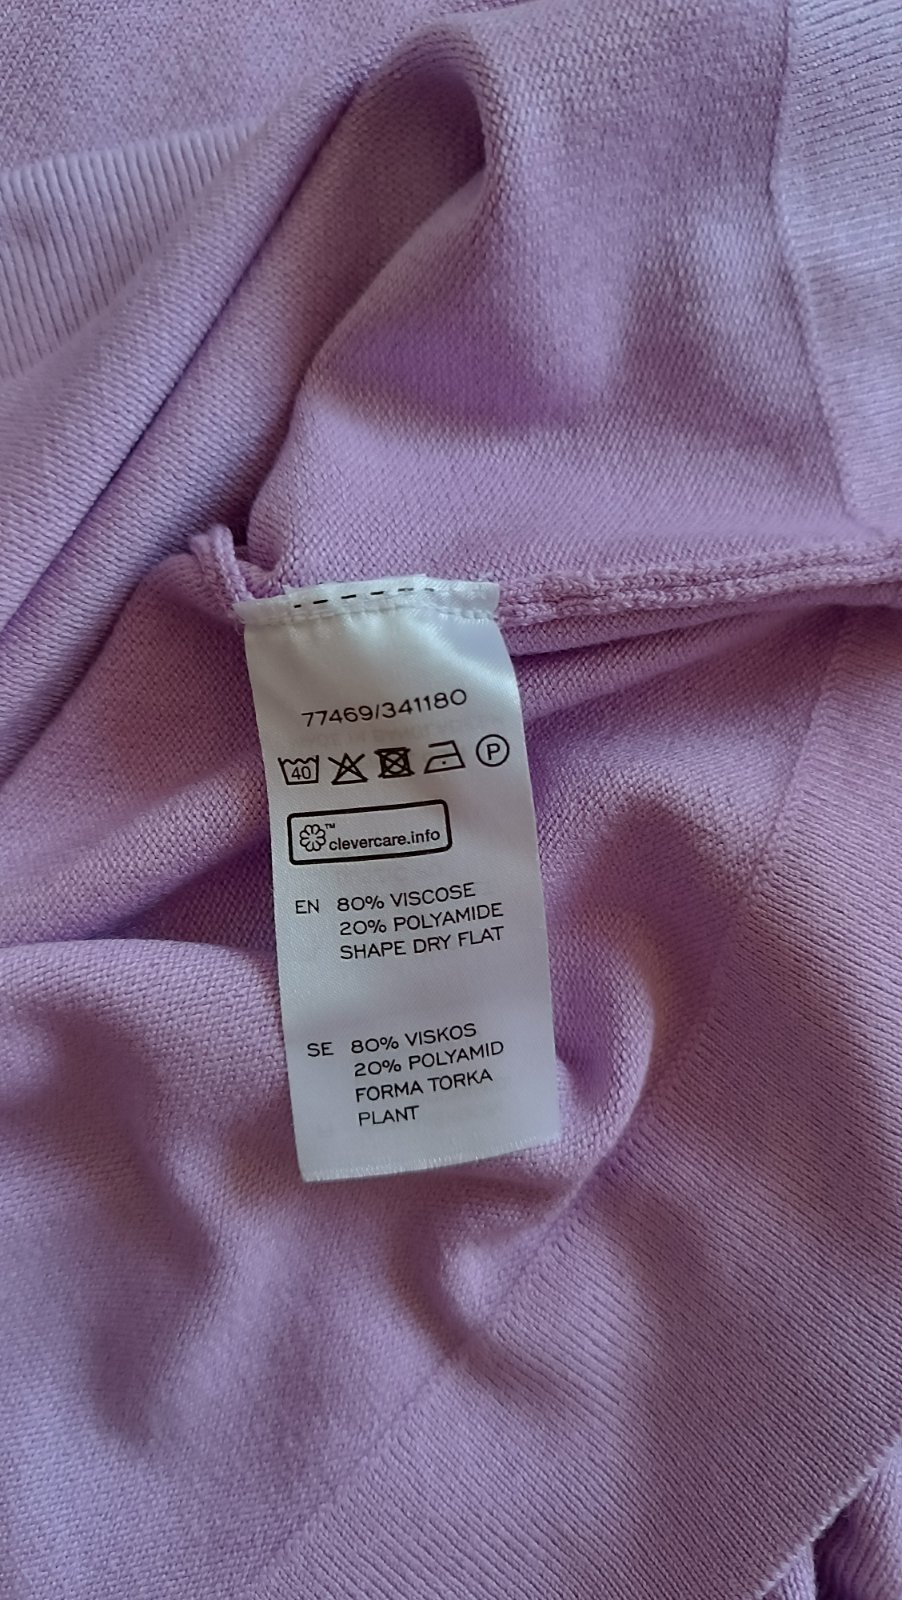 77469/341180
40 P
™
clevercare.info
EN 80% VISCOSE
20% POLYAMIDE
SHAPE DRY FLAT
SE 80% VISKOS
20% POLYAMID
FORMA TORKA
PLANT